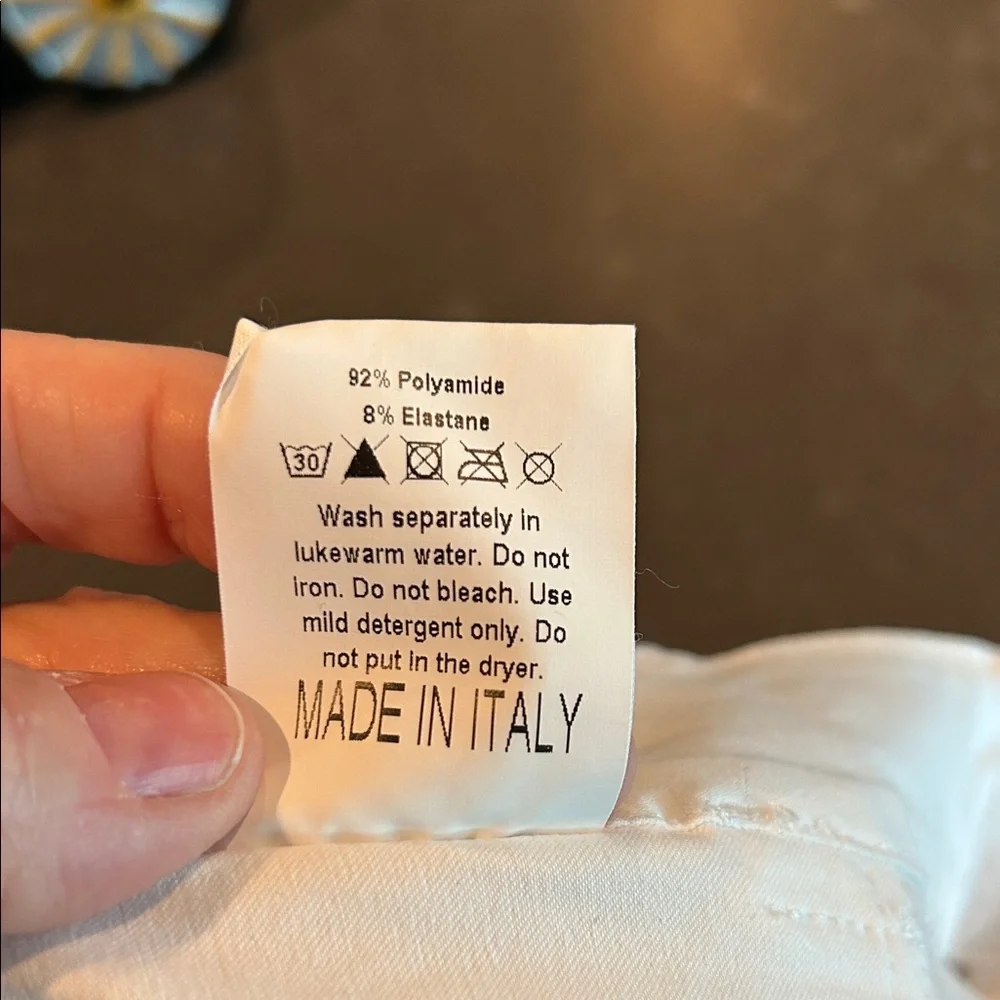 92% Polyamide
8% Elastane
30
Wash separately in
lukewarm water. Do not
iron. Do not bleach. Use
mild detergent only. Do
not put in the dryer.
MADE IN ITALY